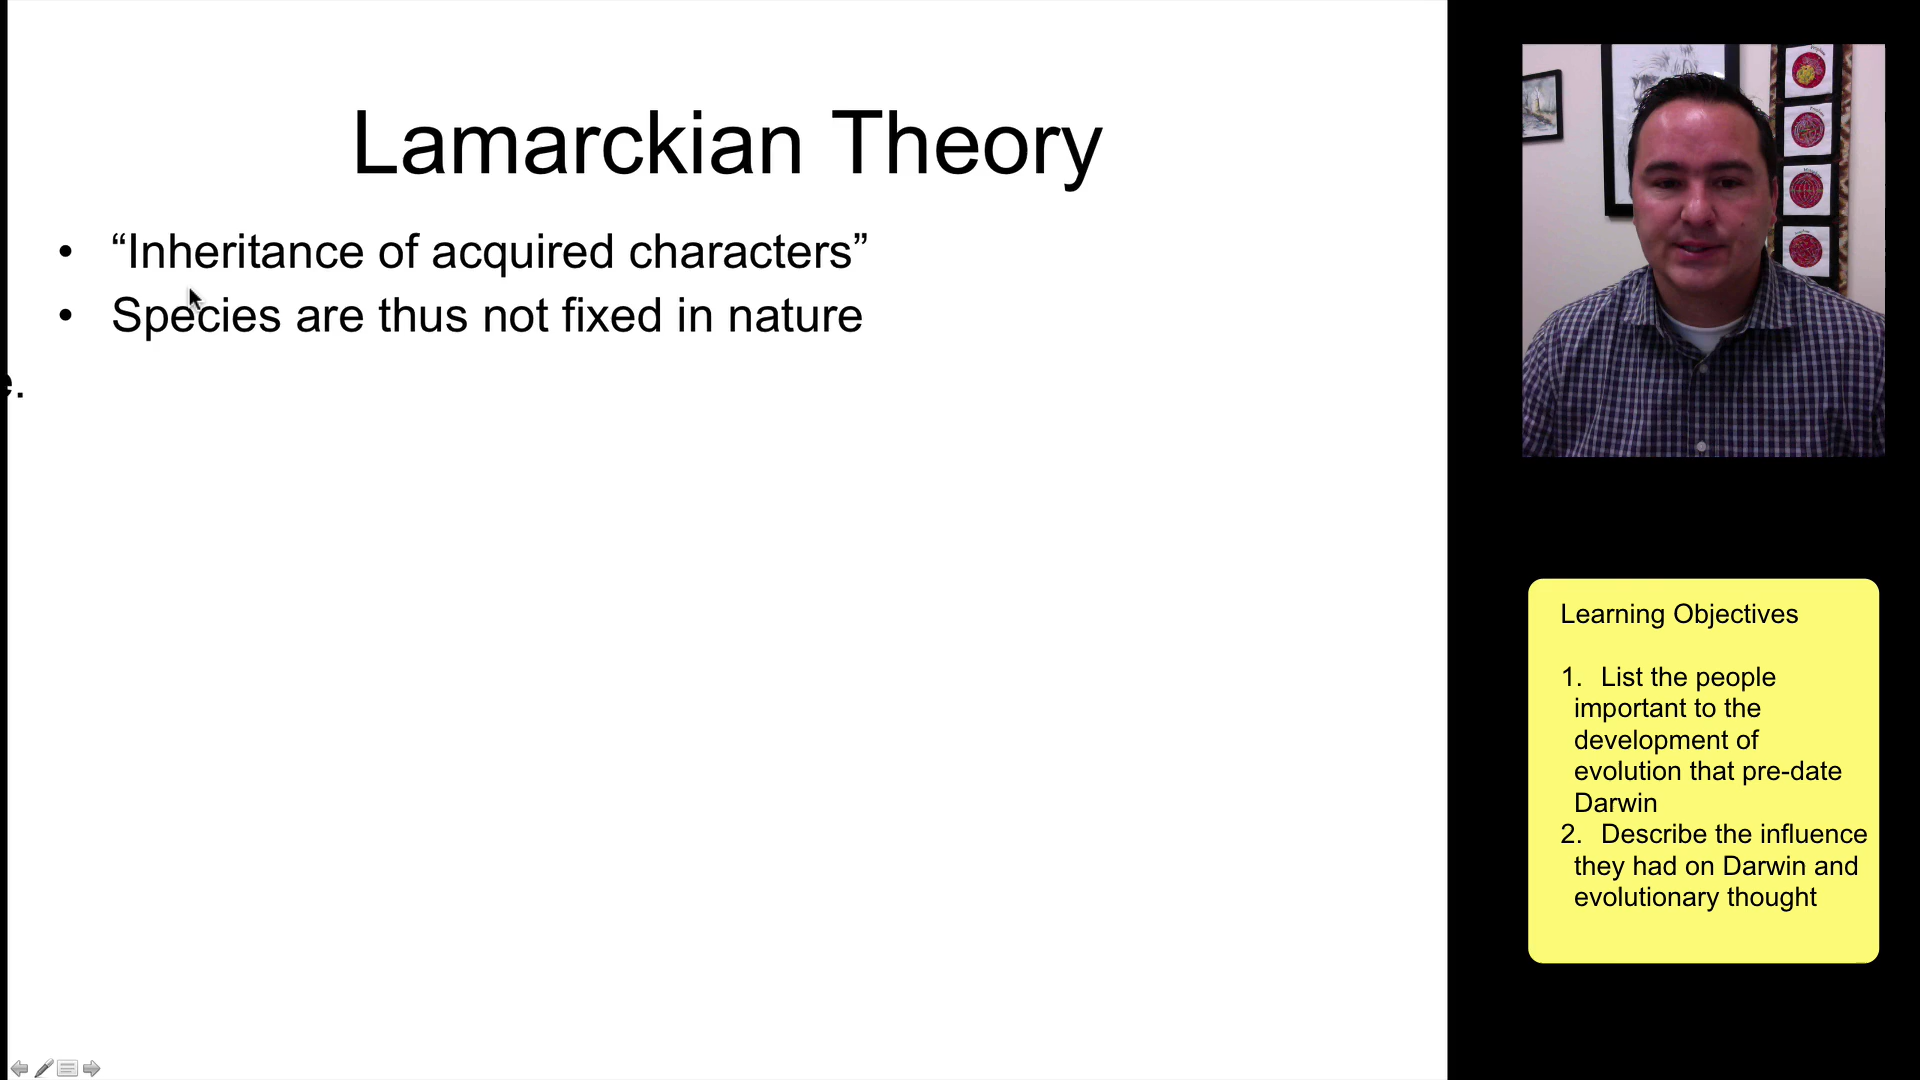 Lamarckian Theory
• “Inheritance of acquired characters”
• Species are thus not fixed in nature
e.
Learning Objectives
1. List the people
important to the
development of
evolution that pre-date
Darwin
2. Describe the influence
they had on Darwin and
evolutionary thought